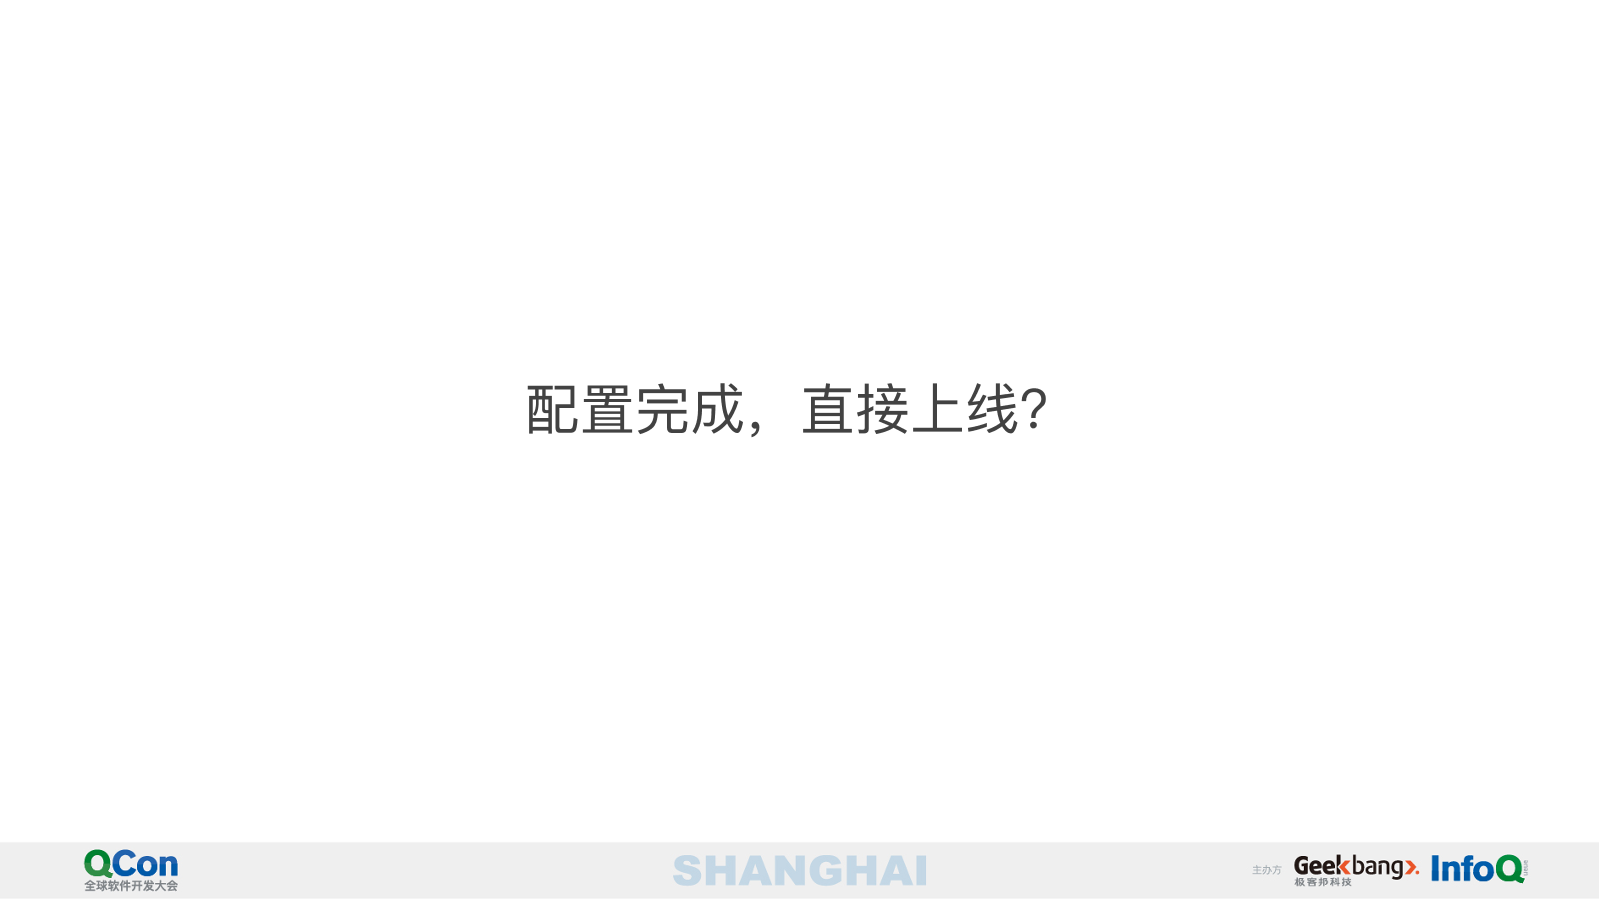 配置完成，直接上线？
QCon
全球软件开发大会
SHANGHAI
主办方
Geekbang
极客邦科技
InfoQ